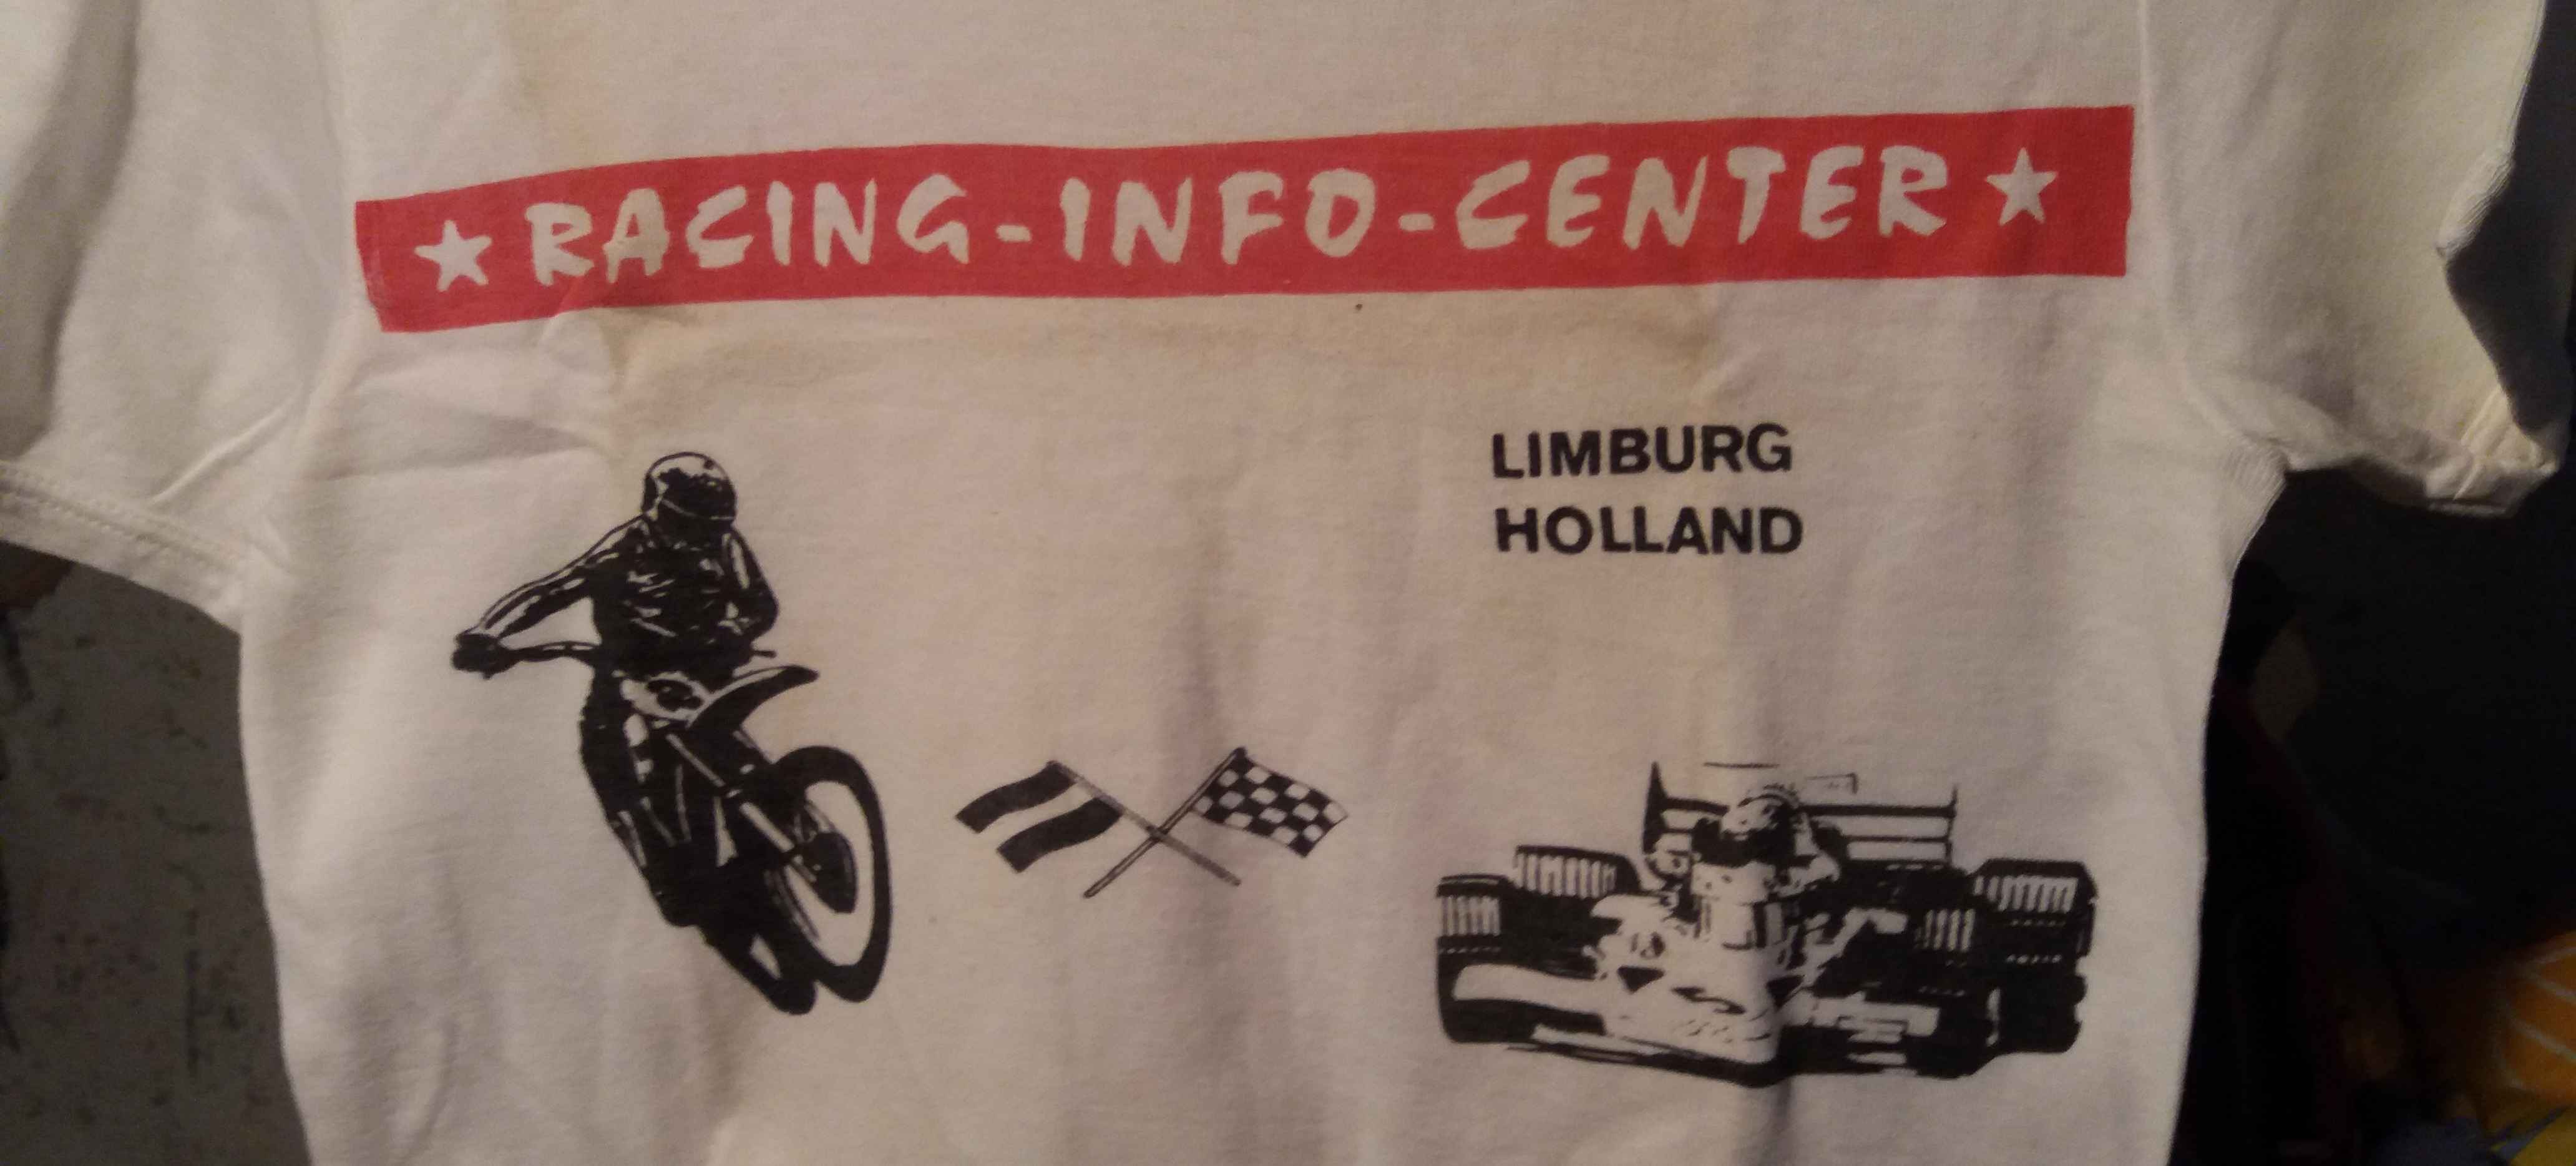 ★ RACING-INFO-CENTER ★
LIMBURG
HOLLAND